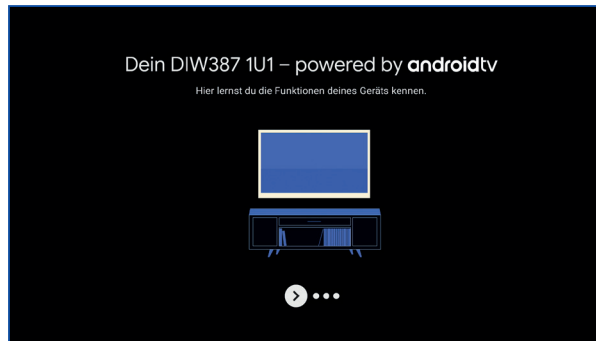 Dein DIW387 1U1 – powered by androidtv
Hier lernst du die Funktionen deines Geräts kennen.